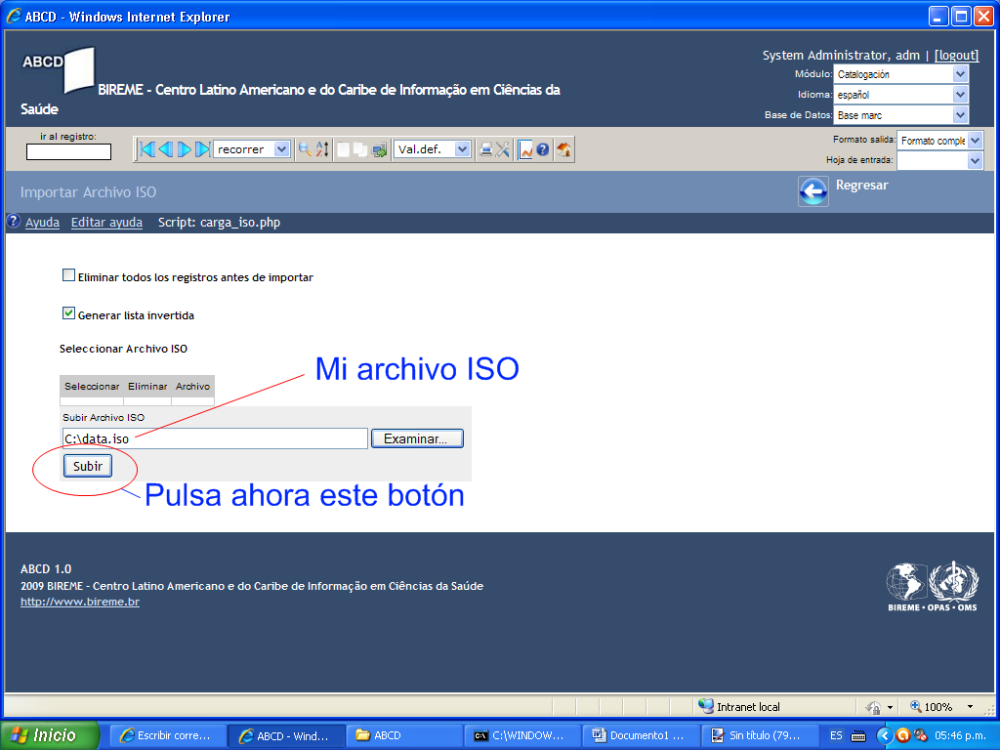 ABCD - Windows Internet Explorer
ABCD
BIREME - Centro Latino Americano e do Caribe de Informação em Ciências da
Saúde
System Administrator, adm | [logout]
Módulo: Catalogación
Idioma: español
Base de Datos: Base marc
ir al registro:
recorrer
Val.def.
Formato salida: Formato comple
Hoja de entrada:
Importar Archivo ISO
Regresar
Ayuda Editar ayuda Script: carga_iso.php
Eliminar todos los registros antes de importar
Generar lista invertida
Seleccionar Archivo ISO
Mi archivo ISO
Seleccionar Eliminar Archivo
Subir Archivo ISO
C:\data.iso Examinar...
Subir
Pulsa ahora este botón
ABCD 1.0
2009 BIREME - Centro Latino Americano e do Caribe de Informação em Ciências da Saúde
http://www.bireme.br
BIREME • OPAS • OMS
Intranet local
100%
Inicio
Escribir corre...
ABCD - Wind...
ABCD
C:\WINDOW...
Documento1 ...
Sin título (79...
ES
05:46 p.m.